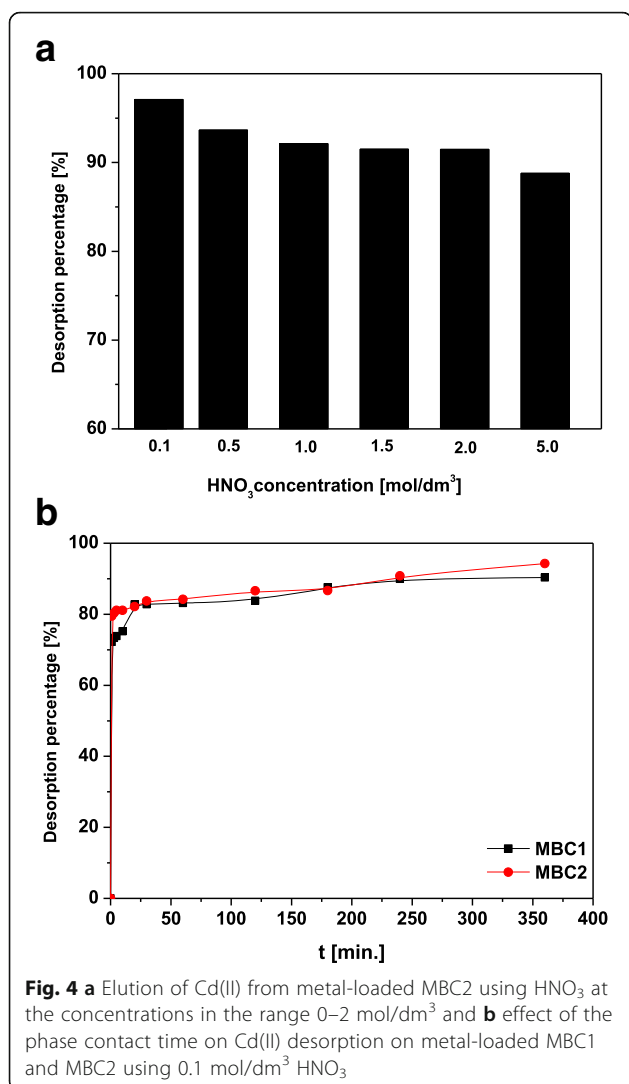 a
100
90
80
70
60
Desorption percentage [%]
0.1 0.5 1.0 1.5 2.0 5.0
HNO₃concentration [mol/dm³]
b
100
80
60
40
20
0
Desorption percentage [%]
MBC1
MBC2
0 50 100 150 200 250 300 350 400
t [min.]
Fig. 4 a Elution of Cd(II) from metal-loaded MBC2 using HNO₃ at
the concentrations in the range 0–2 mol/dm³ and b effect of the
phase contact time on Cd(II) desorption on metal-loaded MBC1
and MBC2 using 0.1 mol/dm³ HNO₃